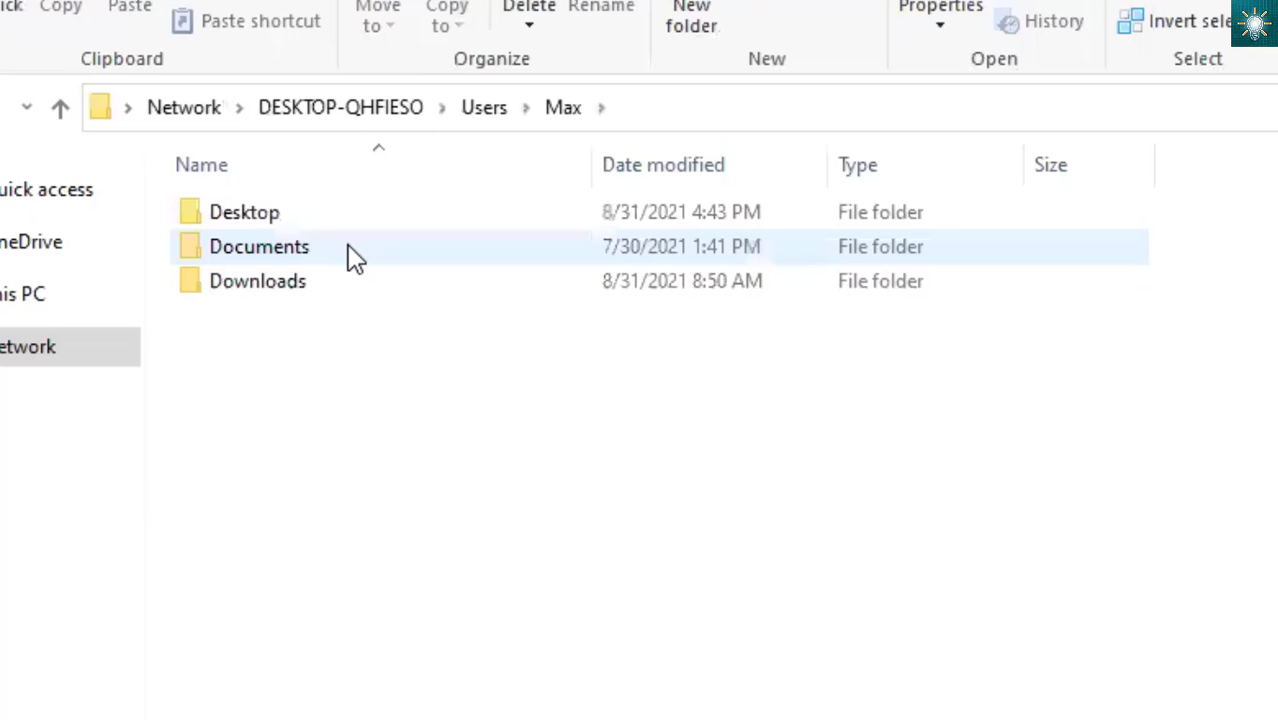 Copy Paste Move Copy Delete Rename New Properties
Paste shortcut to to folder History Invert sele
Clipboard Organize New Open Select
Network DESKTOP-QHFIESO Users Max
Name Date modified Type Size
uick access
Desktop 8/31/2021 4:43 PM File folder
neDrive
Documents 7/30/2021 1:41 PM File folder
Downloads 8/31/2021 8:50 AM File folder
is PC
etwork